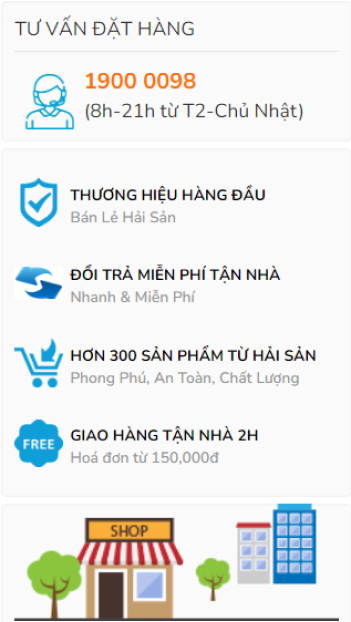 TƯ VẤN ĐẶT HÀNG
1900 0098
(8h-21h từ T2-Chủ Nhật)
THƯƠNG HIỆU HÀNG ĐẦU
Bán Lẻ Hải Sản
ĐỔI TRẢ MIỄN PHÍ TẬN NHÀ
Nhanh & Miễn Phí
HƠN 300 SẢN PHẨM TỪ HẢI SẢN
Phong Phú, An Toàn, Chất Lượng
FREE
GIAO HÀNG TẬN NHÀ 2H
Hoá đơn từ 150,000đ
SHOP